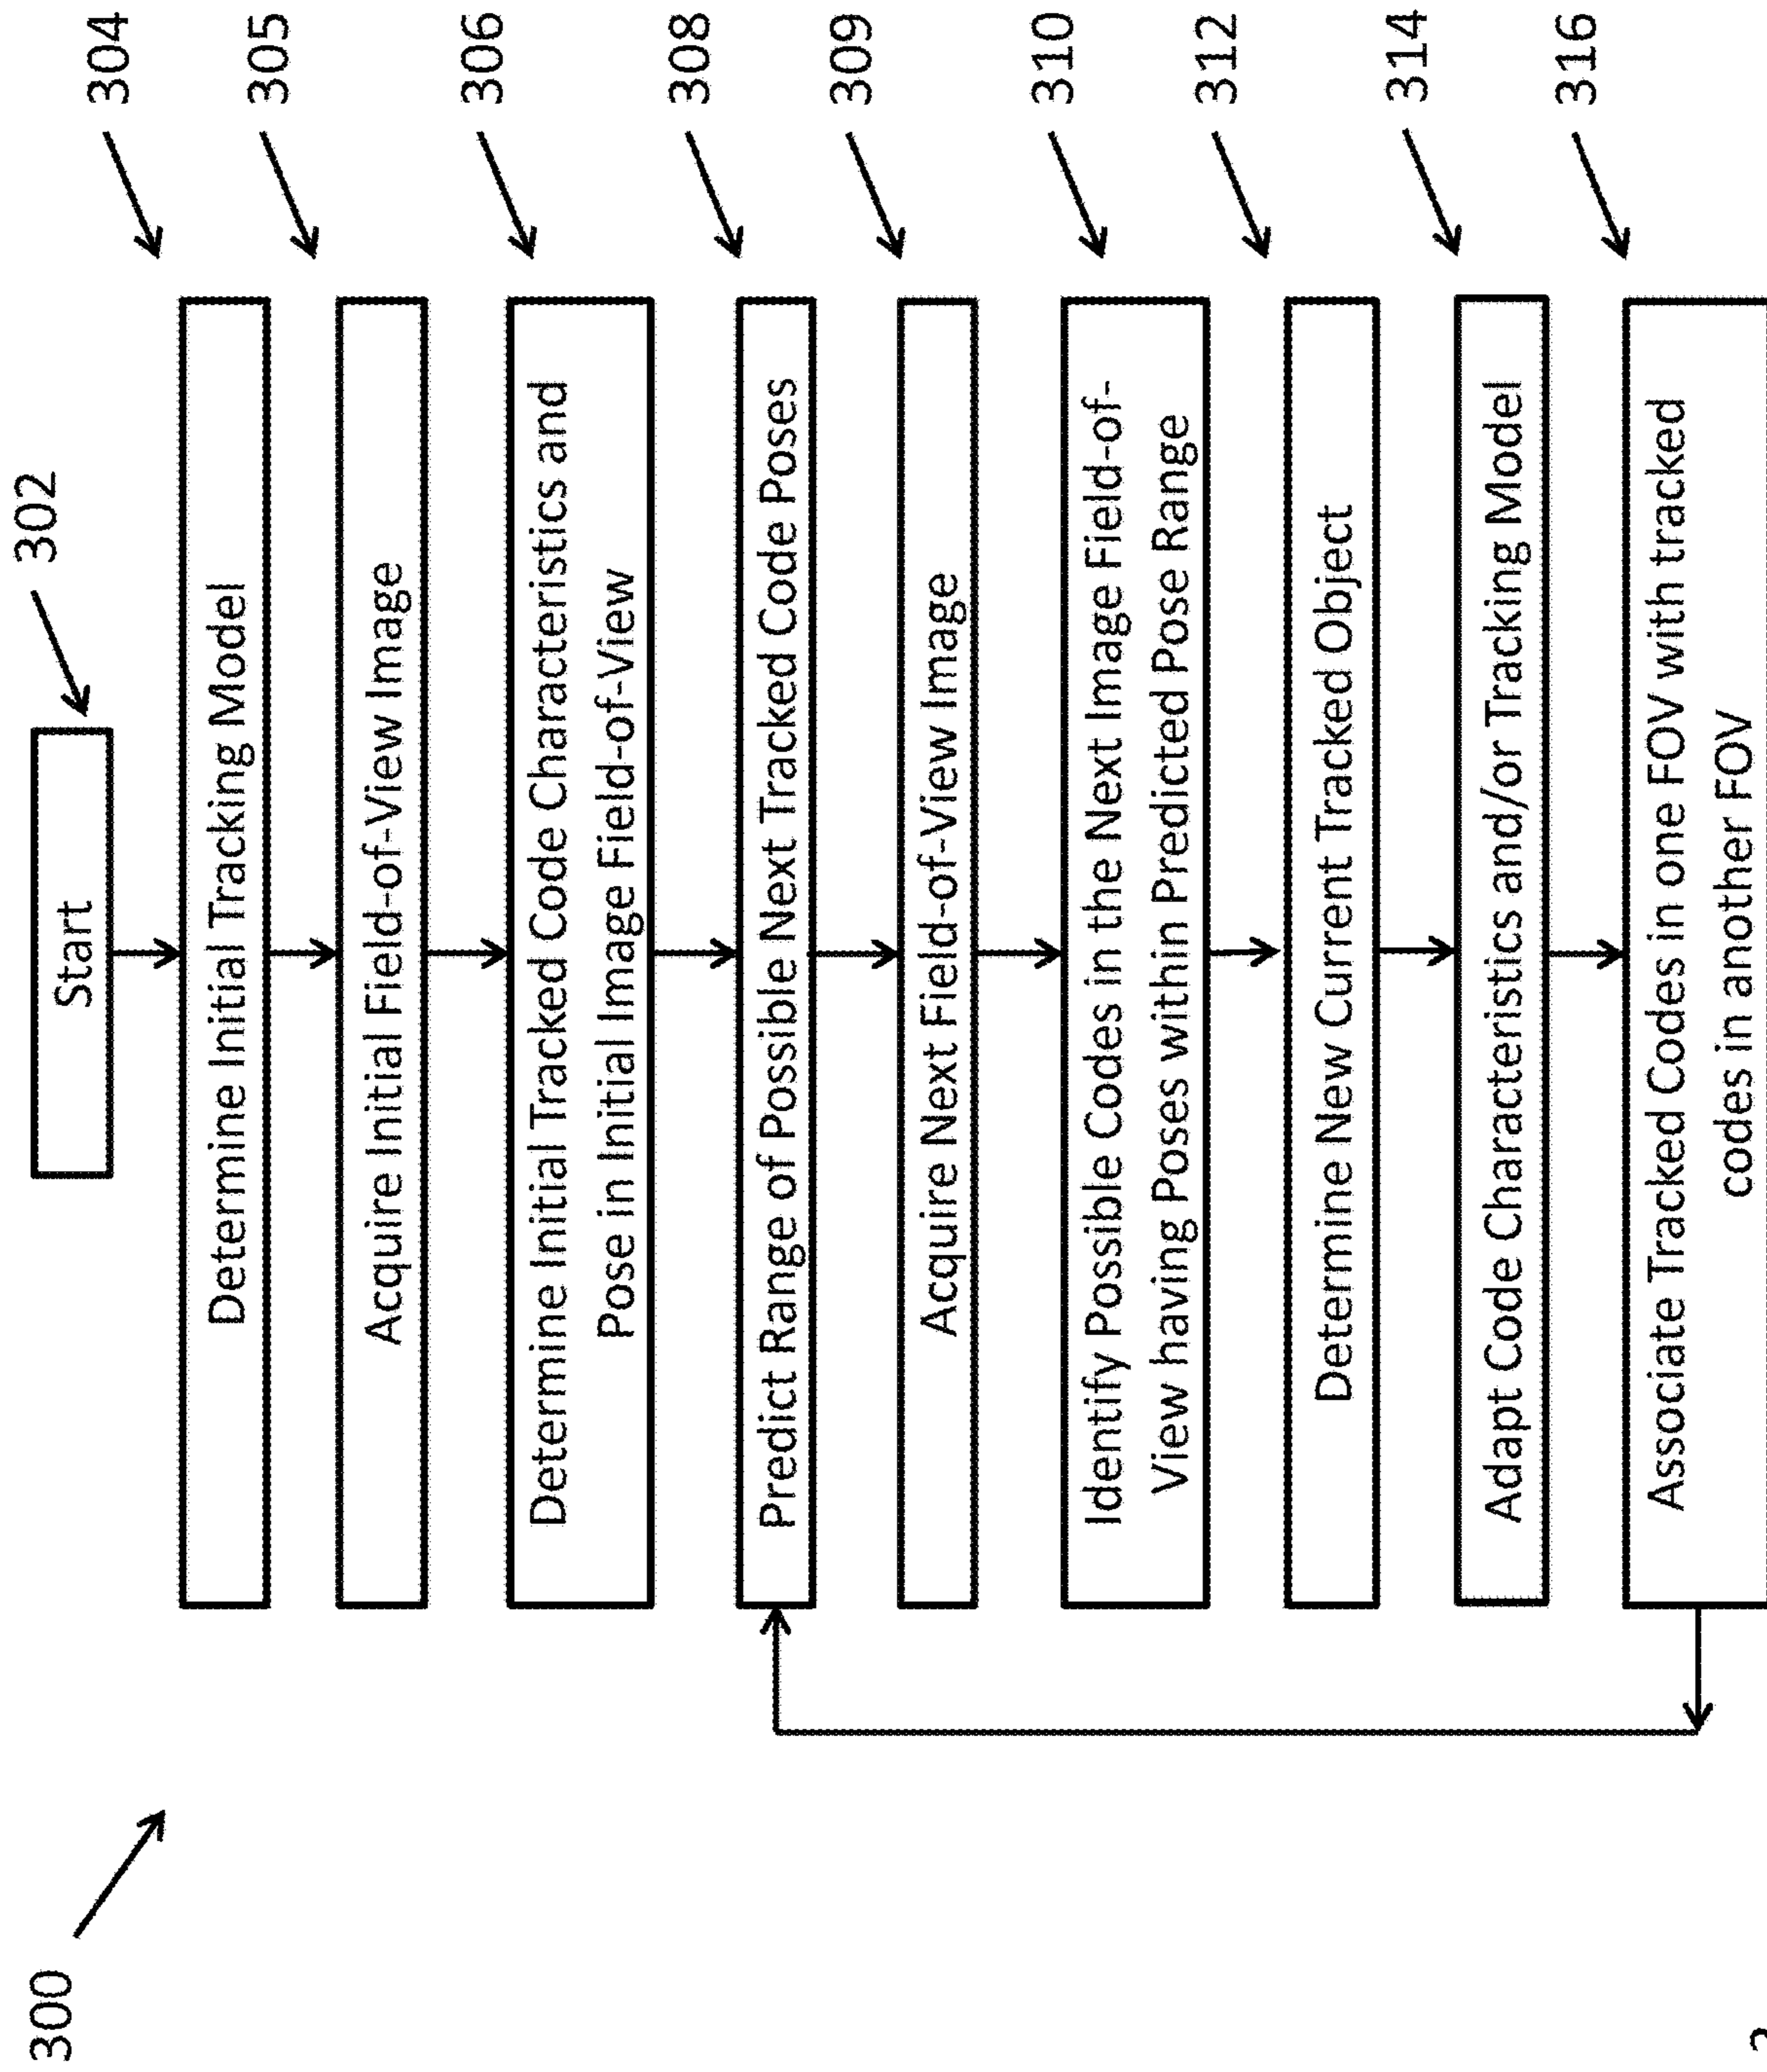 300
302
Start
304
Determine Initial Tracking Model
305
Acquire Initial Field-of-View Image
306
Determine Initial Tracked Code Characteristics and
Pose in Initial Image Field-of-View
308
Predict Range of Possible Next Tracked Code Poses
309
Acquire Next Field-of-View Image
310
Identify Possible Codes in the Next Image Field-of-
View having Poses within Predicted Pose Range
312
Determine New Current Tracked Object
314
Adapt Code Characteristics and/or Tracking Model
316
Associate Tracked Codes in one FOV with tracked
codes in another FOV